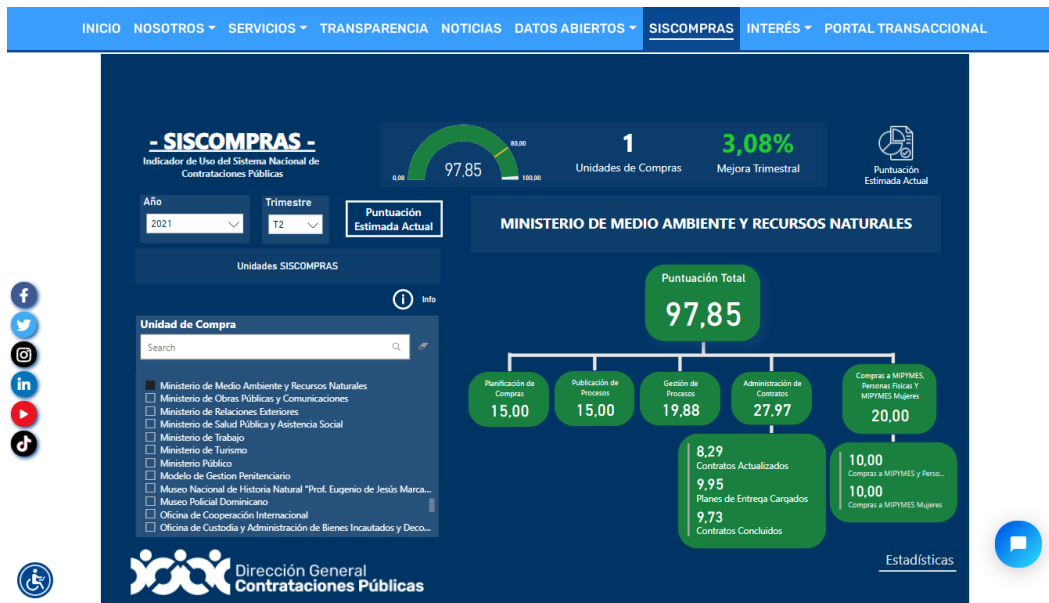 INICIO NOSOTROS SERVICIOS TRANSPARENCIA NOTICIAS DATOS ABIERTOS SISCOMPRAS INTERÉS PORTAL TRANSACCIONAL
- SISCOMPRAS -
Indicador de Uso del Sistema Nacional de
Contrataciones Públicas
0,00
97,85
80,00
100,00
1
Unidades de Compras
3,08%
Mejora Trimestral
Puntuación
Estimada Actual
Año
2021
Trimestre
T2
Puntuación
Estimada Actual
Unidades SISCOMPRAS
Info
Unidad de Compra
Search
Ministerio de Medio Ambiente y Recursos Naturales
Ministerio de Obras Públicas y Comunicaciones
Ministerio de Relaciones Exteriores
Ministerio de Salud Pública y Asistencia Social
Ministerio de Trabajo
Ministerio de Turismo
Ministerio Público
Modelo de Gestion Penitenciario
Museo Nacional de Historia Natural "Prof. Eugenio de Jesús Marca...
Museo Policial Dominicano
Oficina de Cooperación Internacional
Oficina de Custodia y Administración de Bienes Incautados y Deco...
MINISTERIO DE MEDIO AMBIENTE Y RECURSOS NATURALES
Puntuación Total
97,85
Planificación de
Compras
15,00
Publicación de
Procesos
15,00
Gestión de
Procesos
19,88
Administración de
Contratos
27,97
Compras a MIPYMES,
Personas Fisicas Y
MIPYMES Mujeres
20,00
8,29
Contratos Actualizados
9,95
Planes de Entrega Cargados
9,73
Contratos Concluidos
10,00
Compras a MIPYMES y Perso...
10,00
Compras a MIPYMES Mujeres
Dirección General
Contrataciones Públicas
Estadísticas